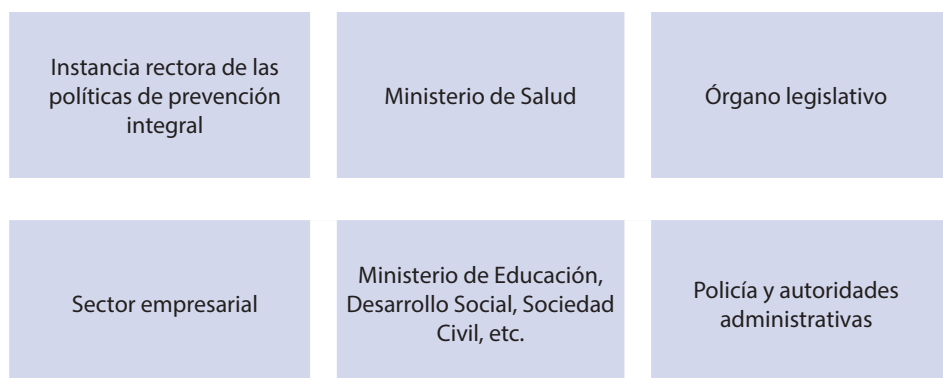 Instancia rectora de las
políticas de prevención
integral
Ministerio de Salud
Órgano legislativo
Sector empresarial
Ministerio de Educación,
Desarrollo Social, Sociedad
Civil, etc.
Policía y autoridades
administrativas